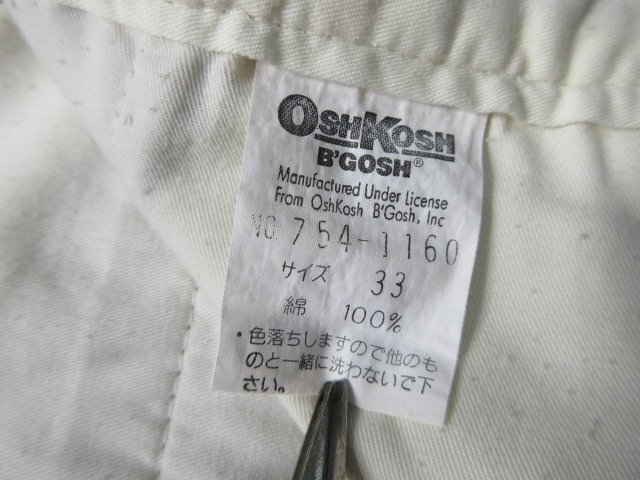 OSHKOSH
B'GOSH®
Manufactured Under License
From OshKosh B'Gosh, Inc
NO. 754-1160
サイズ 33
綿 100%
・色落ちしますので他のも
のと一緒に洗わないで下
さい。